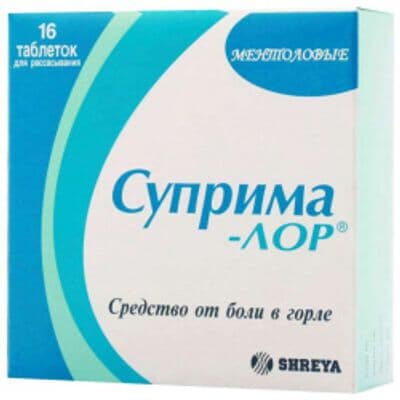 16
таблеток
для рассасывания
МЕНТОЛОВЫЕ
Суприма
-ЛОР®
Средство от боли в горле
SHREYA